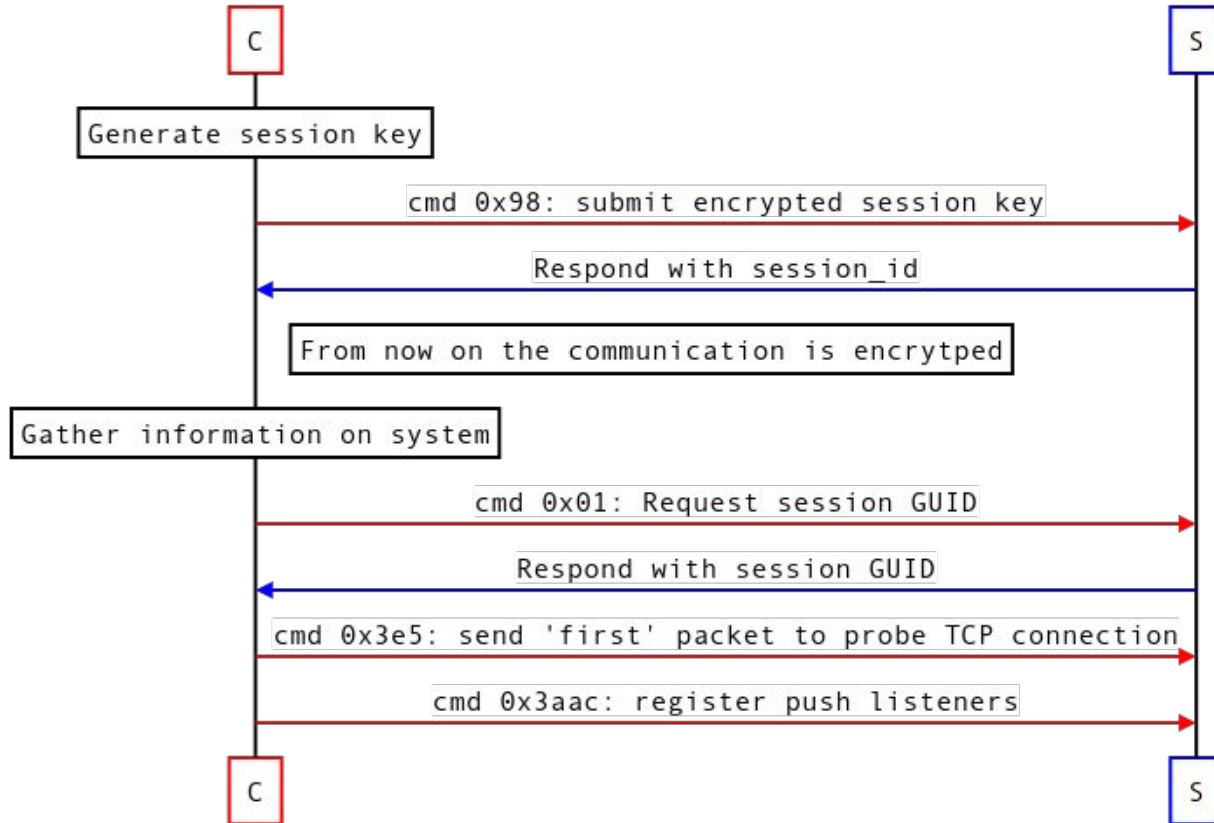 C
S
Generate session key
cmd 0x98: submit encrypted session key
Respond with session_id
From now on the communication is encrytped
Gather information on system
cmd 0x01: Request session GUID
Respond with session GUID
cmd 0x3e5: send 'first' packet to probe TCP connection
cmd 0x3aac: register push listeners
C
S